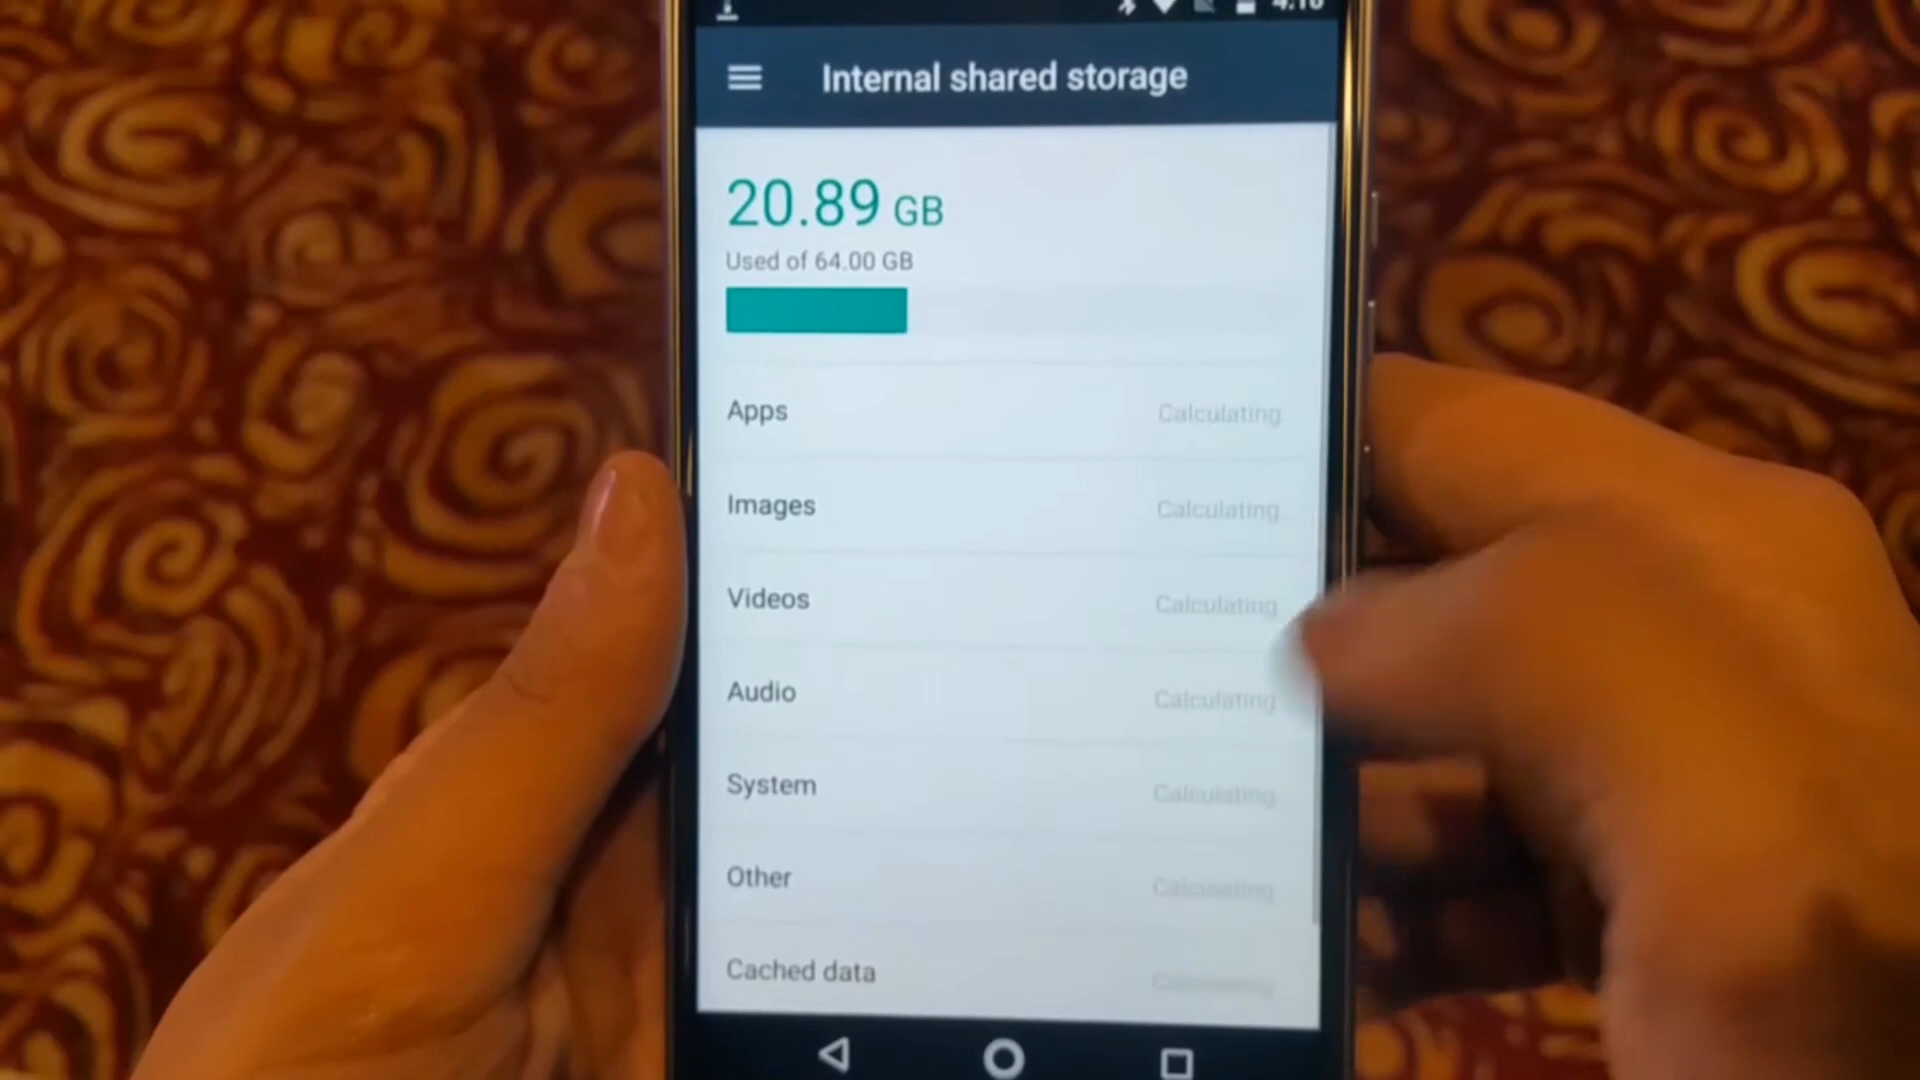 Internal shared storage
20.89 GB
Used of 64.00 GB
Apps Calculating
Images Calculating
Videos Calculating
Audio Calculating
System Calculating
Other Calculating
Cached data